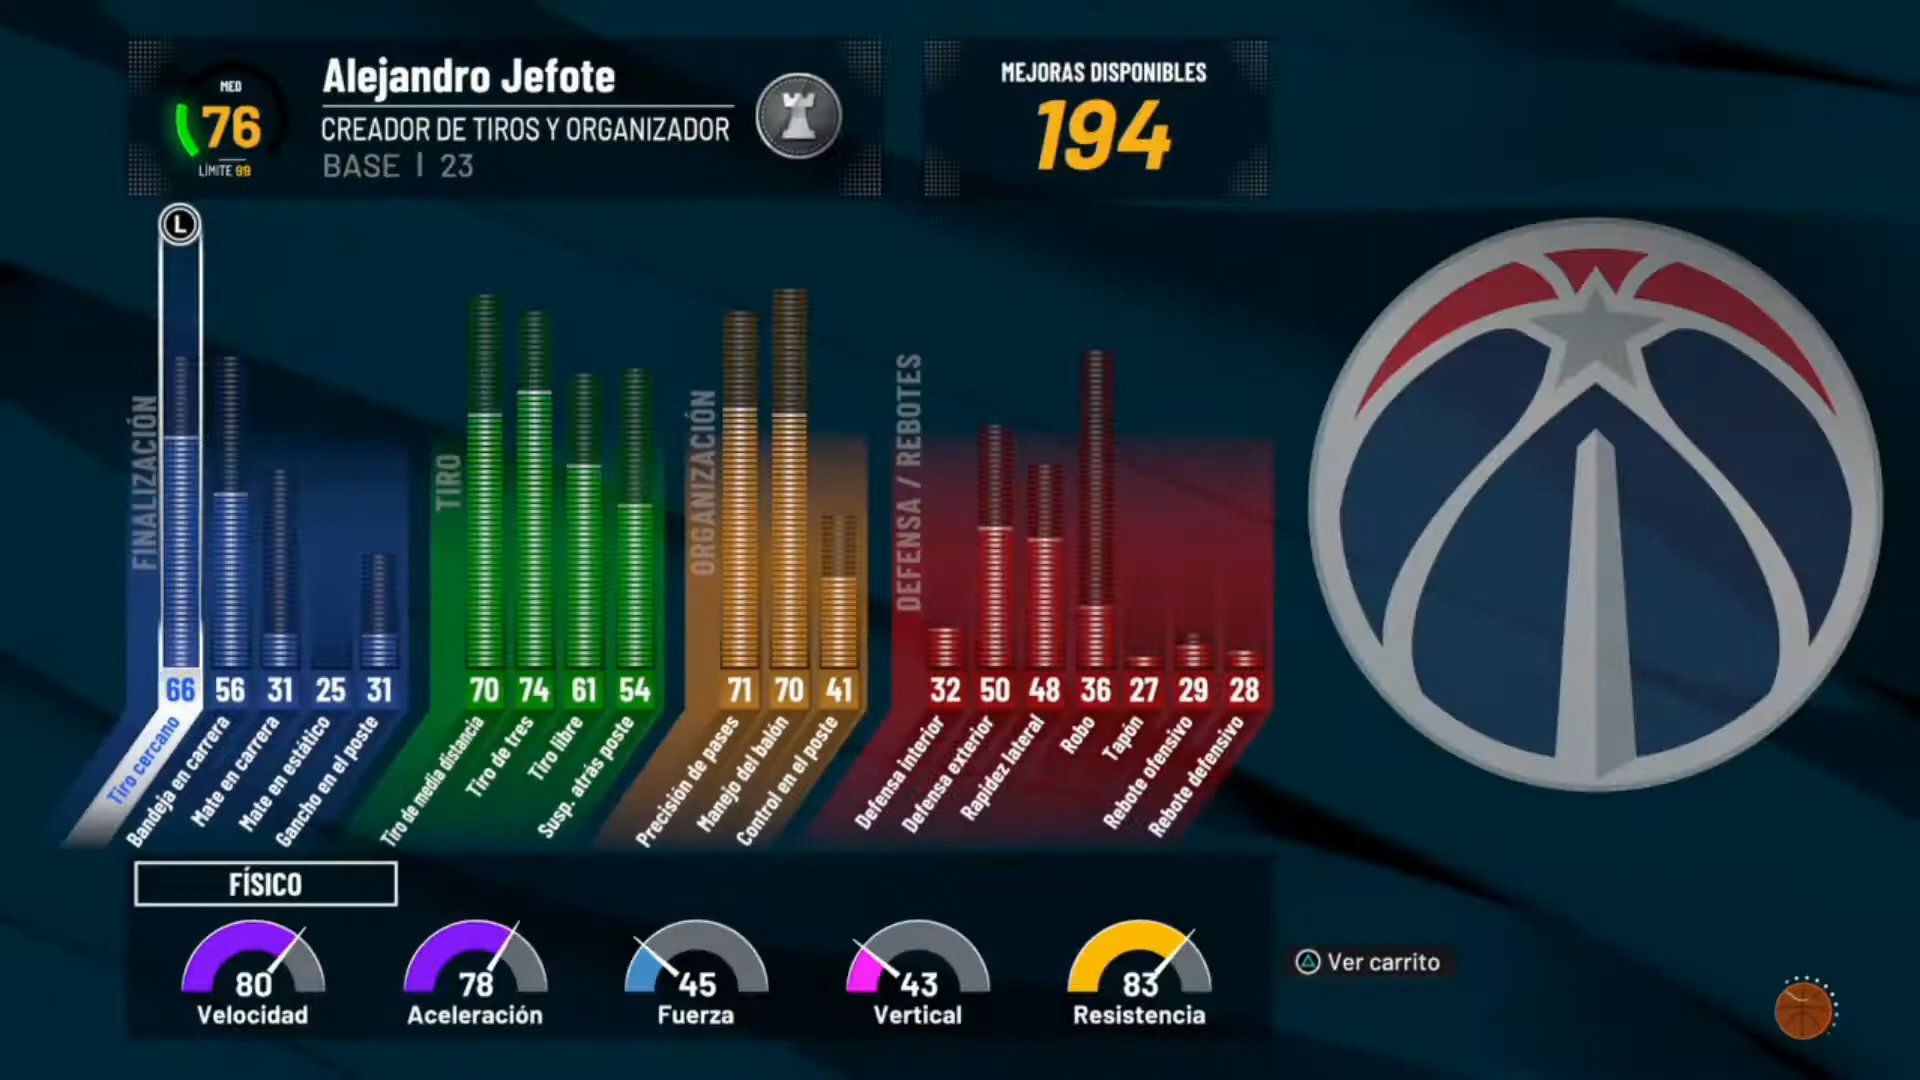 MED
76
LÍMITE 99
Alejandro Jefote
CREADOR DE TIROS Y ORGANIZADOR
BASE | 23
MEJORAS DISPONIBLES
194
L
FINALIZACIÓN
66 56 31 25 31
Tiro cercano
Bandeja en carrera
Mate en carrera
Mate en estático
Gancho en el poste
TIRO
70 74 61 54
Tiro de media distancia
Tiro de tres
Tiro libre
Susp. atrás poste
ORGANIZACIÓN
71 70 41
Precisión de pases
Manejo del balón
Control en el poste
DEFENSA / REBOTES
32 50 48 36 27 29 28
Defensa interior
Defensa exterior
Rapidez lateral
Robo
Tapón
Rebote ofensivo
Rebote defensivo
FÍSICO
80
Velocidad
78
Aceleración
45
Fuerza
43
Vertical
83
Resistencia
Ver carrito